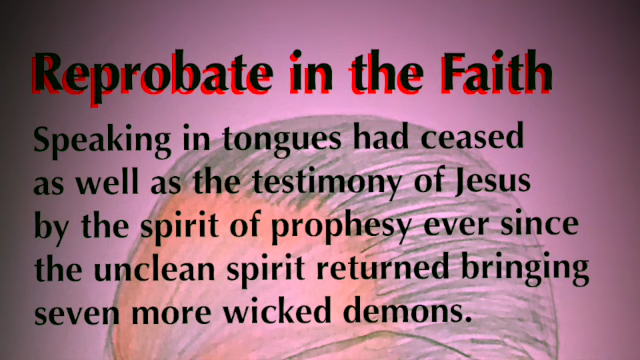 Reprobate in the Faith
Speaking in tongues had ceased
as well as the testimony of Jesus
by the spirit of prophesy ever since
the unclean spirit returned bringing
seven more wicked demons.